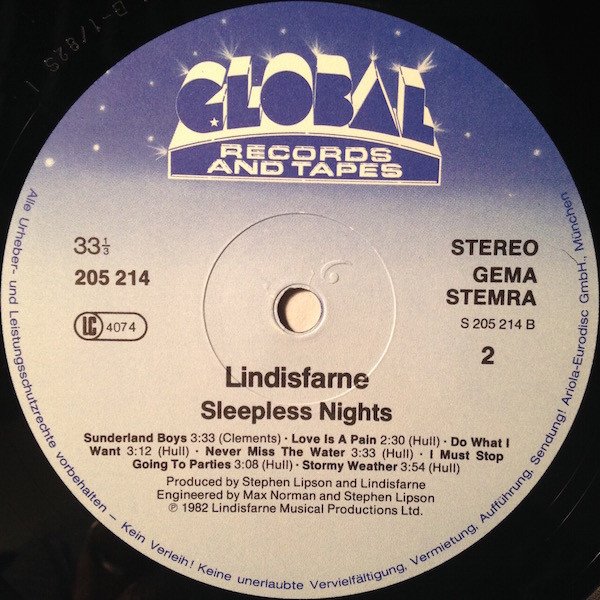 GLOBAL
RECORDS
AND TAPES
33 1/3
205 214
LC 4074
STEREO
GEMA
STEMRA
S 205 214 B
2
Lindisfarne
Sleepless Nights
Sunderland Boys 3:33 (Clements) · Love Is A Pain 2:30 (Hull) · Do What I
Want 3:12 (Hull) · Never Miss The Water 3:33 (Hull) · I Must Stop
Going To Parties 3:08 (Hull) · Stormy Weather 3:54 (Hull)
Produced by Stephen Lipson and Lindisfarne
Engineered by Max Norman and Stephen Lipson
℗ 1982 Lindisfarne Musical Productions Ltd.
Alle Urheber- und Leistungsschutzrechte vorbehalten – Kein Verleih! Keine unerlaubte Vervielfältigung, Vermietung, Aufführung, Sendung! Ariola-Eurodisc GmbH., München